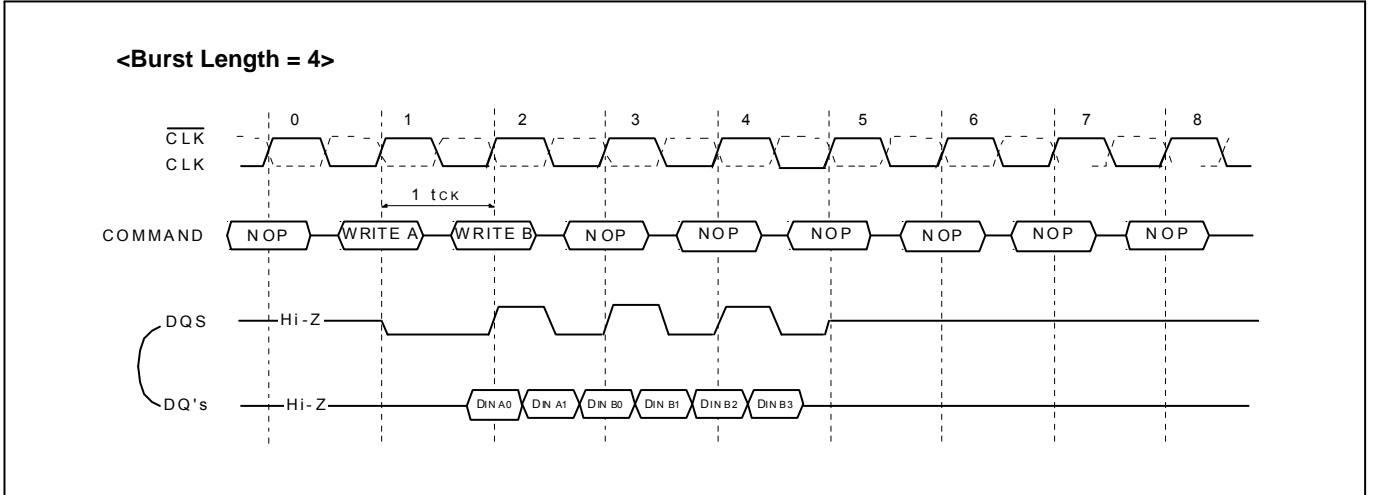 <Burst Length = 4>
0 1 2 3 4 5 6 7 8
CLK
CLK
1 tCK
COMMAND NOP WRITE A WRITE B NOP NOP NOP NOP NOP NOP
DQS Hi-Z
DQ's Hi-Z DIN A0 DIN A1 DIN B0 DIN B1 DIN B2 DIN B3